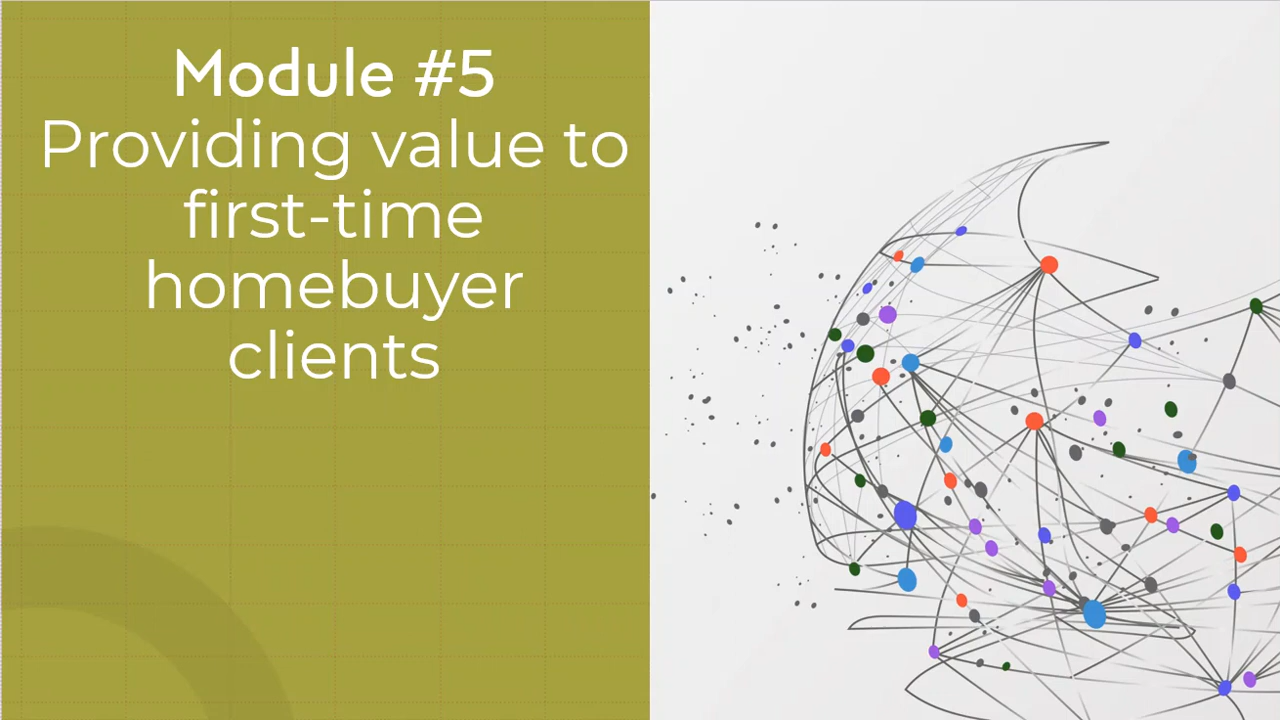 Module #5
Providing value to
first-time
homebuyer
clients